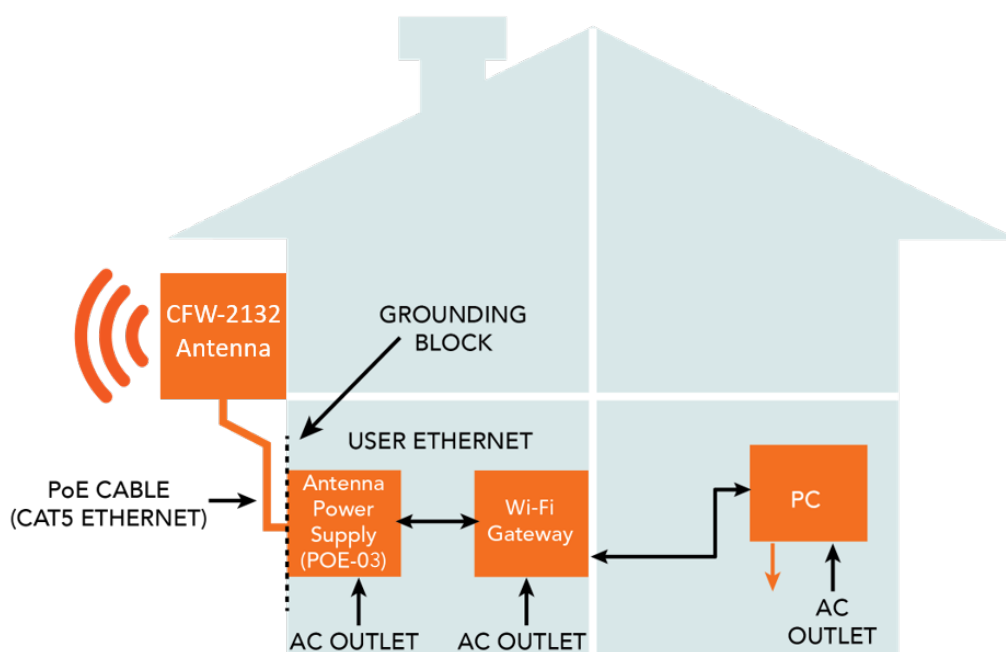 CFW-2132
Antenna
GROUNDING
BLOCK
USER ETHERNET
PoE CABLE
(CAT5 ETHERNET)
Antenna
Power
Supply
(POE-03)
Wi-Fi
Gateway
PC
AC OUTLET
AC OUTLET
AC
OUTLET